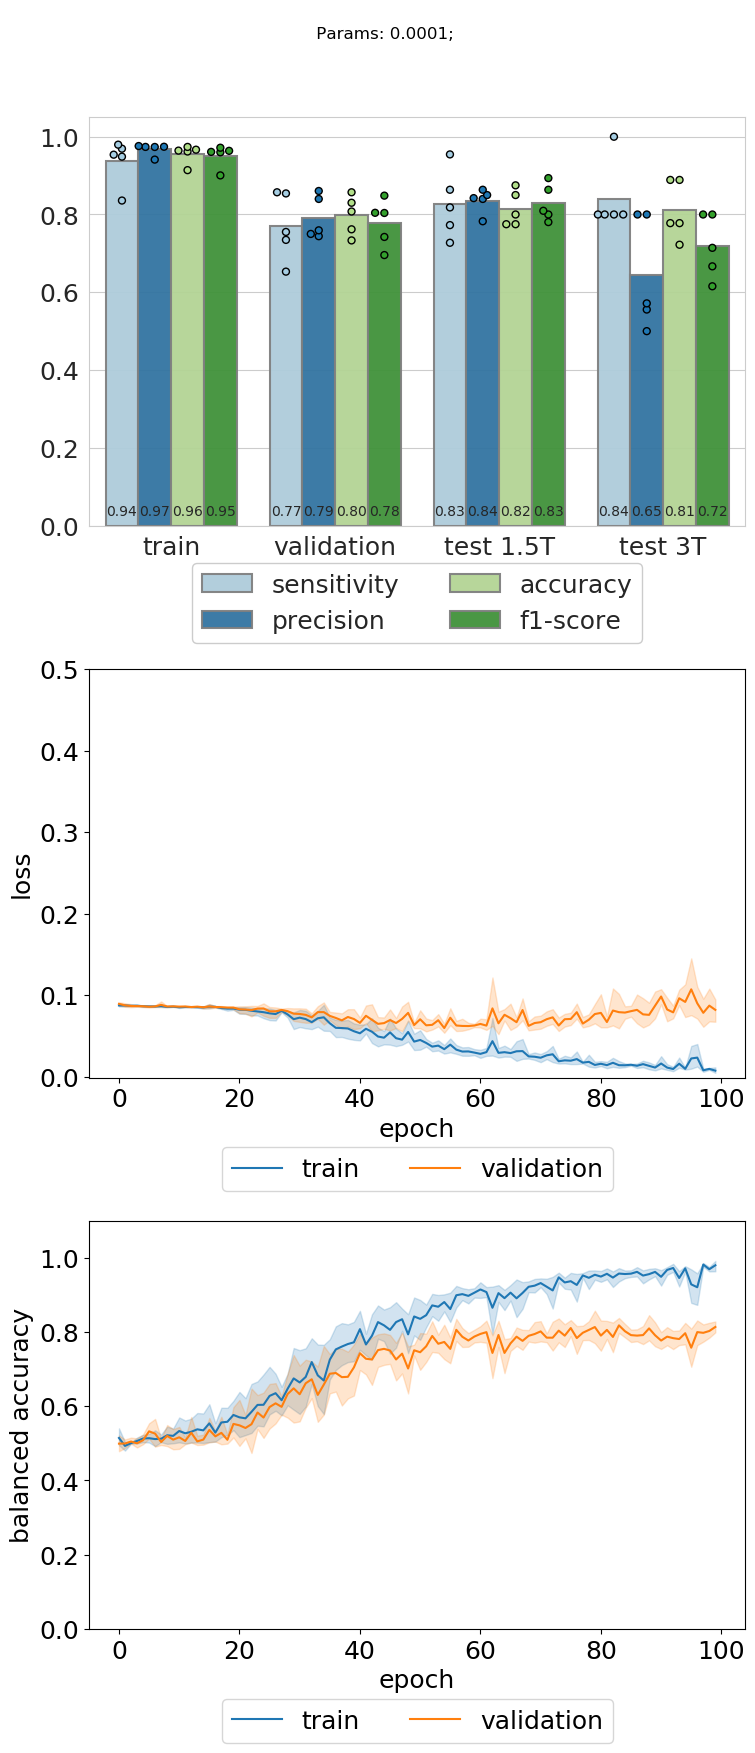 Params: 0.0001;
1.0
0.8
0.6
0.4
0.2
0.0
0.94 0.97 0.96 0.95 0.77 0.79 0.80 0.78 0.83 0.84 0.82 0.83 0.84 0.65 0.81 0.72
train validation test 1.5T test 3T
sensitivity accuracy
precision f1-score
0.5
0.4
0.3
0.2
0.1
0.0
loss
0 20 40 60 80 100
epoch
train validation
1.0
0.8
0.6
0.4
0.2
0.0
balanced accuracy
0 20 40 60 80 100
epoch
train validation